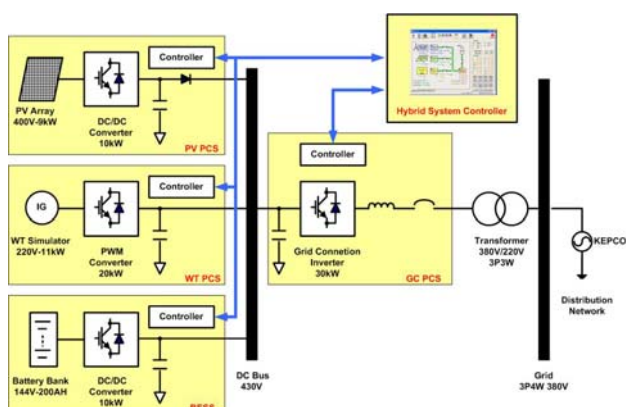 Controller
PV Array
400V-9kW
DC/DC
Converter
10kW
PV PCS
Hybrid System Controller
Controller
IG
WT Simulator
220V-11kW
PWM
Converter
20kW
WT PCS
Controller
Grid Connetion
Inverter
30kW
GC PCS
Transformer
380V/220V
3P3W
KEPCO
Distribution
Network
Controller
Battery Bank
144V-200AH
DC/DC
Converter
10kW
BESS
DC Bus
430V
Grid
3P4W 380V